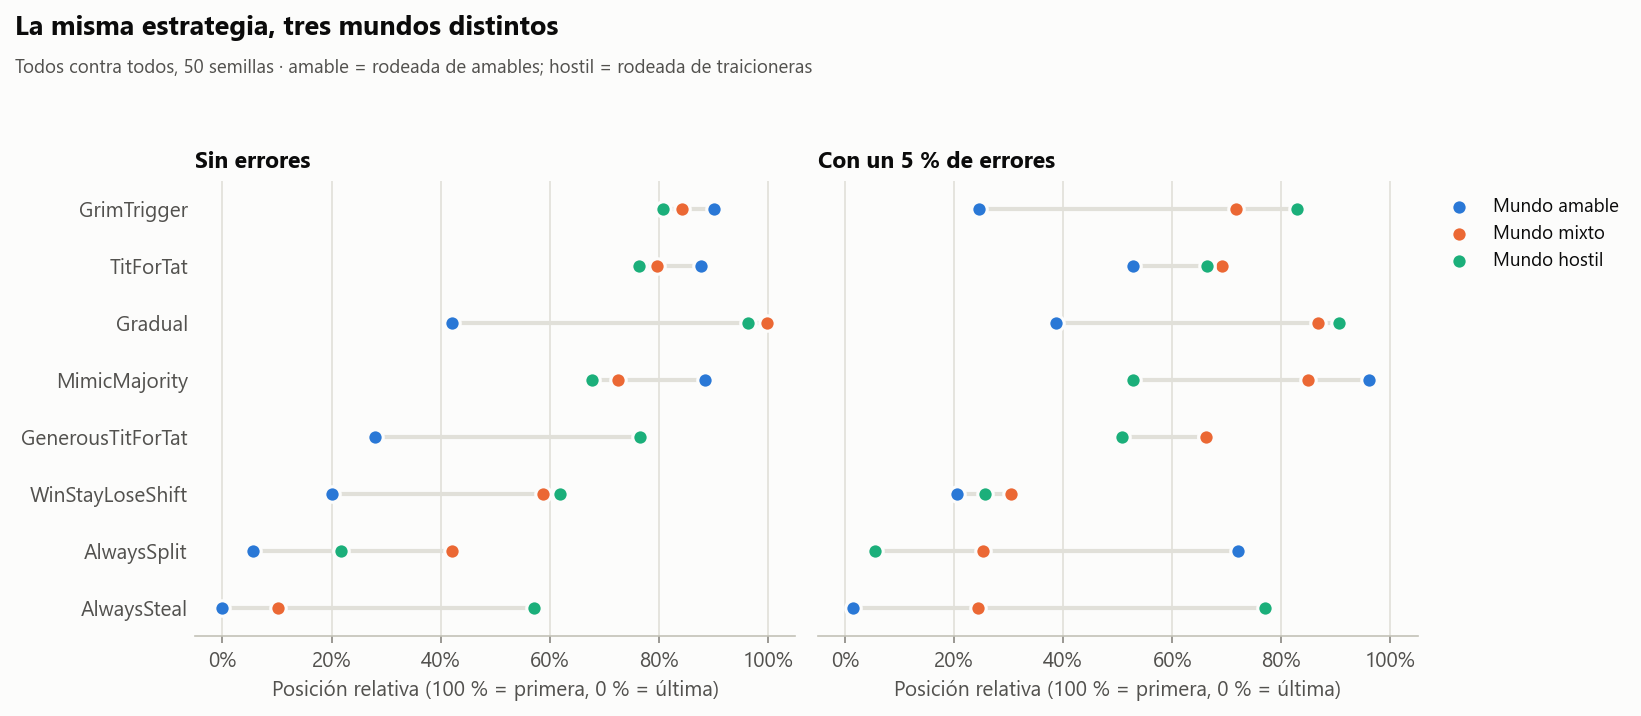 La misma estrategia, tres mundos distintos
Todos contra todos, 50 semillas · amable = rodeada de amables; hostil = rodeada de traicioneras
Sin errores
Con un 5 % de errores
GrimTrigger
TitForTat
Gradual
MimicMajority
GenerousTitForTat
WinStayLoseShift
AlwaysSplit
AlwaysSteal
Mundo amable
Mundo mixto
Mundo hostil
0% 20% 40% 60% 80% 100%
0% 20% 40% 60% 80% 100%
Posición relativa (100 % = primera, 0 % = última)
Posición relativa (100 % = primera, 0 % = última)